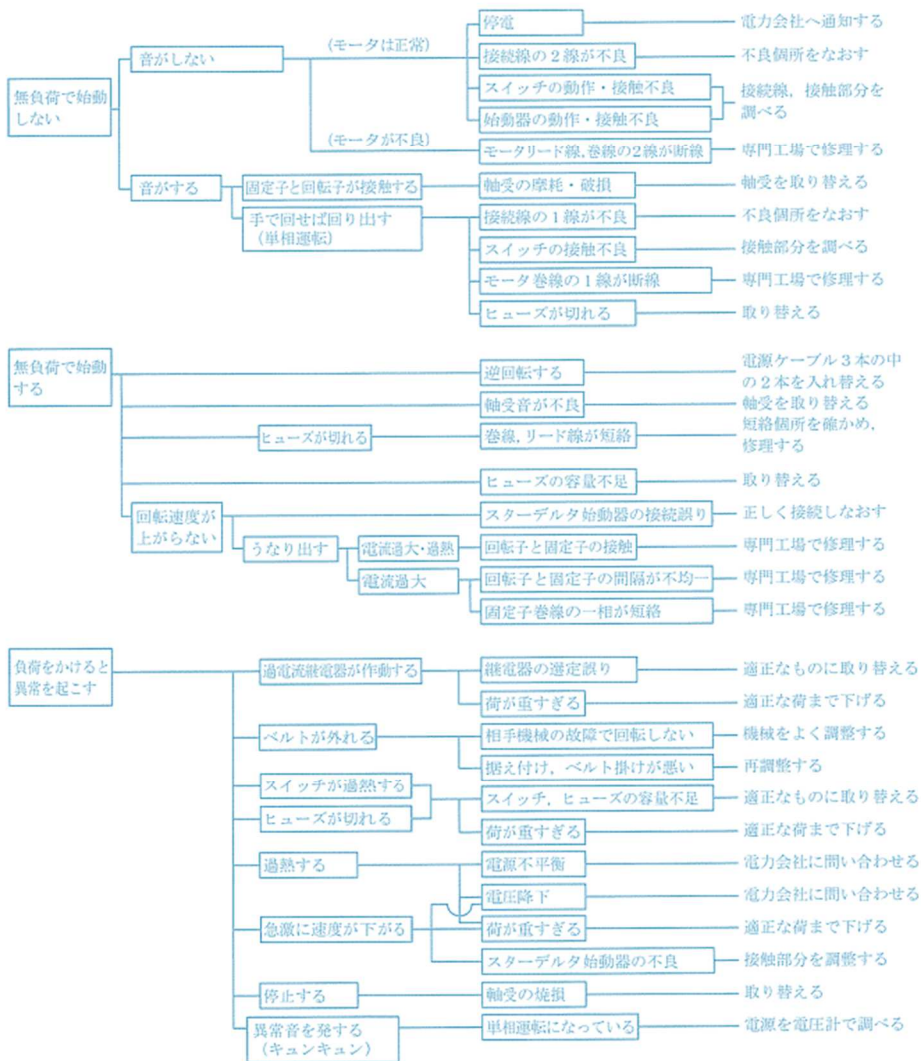 無負荷で始動
しない
音がしない
(モータは正常)
停電
電力会社へ通知する
接続線の２線が不良
不良個所をなおす
スイッチの動作・接触不良
始動器の動作・接触不良
接続線，接触部分を
調べる
(モータが不良)
モータリード線,巻線の２線が断線
専門工場で修理する
音がする
固定子と回転子が接触する
軸受の摩耗・破損
軸受を取り替える
手で回せば回り出す
(単相運転)
接続線の１線が不良
不良個所をなおす
スイッチの接触不良
接触部分を調べる
モータ巻線の１線が断線
専門工場で修理する
ヒューズが切れる
取り替える
無負荷で始動
する
逆回転する
電源ケーブル３本の中
の２本を入れ替える
軸受音が不良
軸受を取り替える
ヒューズが切れる
巻線，リード線が短絡
短絡個所を確かめ，
修理する
ヒューズの容量不足
取り替える
回転速度が
上がらない
スターデルタ始動器の接続誤り
正しく接続しなおす
うなり出す
電流過大・過熱
回転子と固定子の接触
専門工場で修理する
電流過大
回転子と固定子の間隔が不均一
専門工場で修理する
固定子巻線の一相が短絡
専門工場で修理する
負荷をかけると
異常を起こす
過電流継電器が作動する
継電器の選定誤り
適正なものに取り替える
荷が重すぎる
適正な荷まで下げる
ベルトが外れる
相手機械の故障で回転しない
機械をよく調整する
据え付け，ベルト掛けが悪い
再調整する
スイッチが過熱する
ヒューズが切れる
スイッチ，ヒューズの容量不足
適正なものに取り替える
荷が重すぎる
適正な荷まで下げる
過熱する
電源不平衡
電力会社に問い合わせる
電圧降下
電力会社に問い合わせる
急激に速度が下がる
荷が重すぎる
適正な荷まで下げる
スターデルタ始動器の不良
接触部分を調整する
停止する
軸受の焼損
取り替える
異常音を発する
(キュンキュン)
単相運転になっている
電源を電圧計で調べる